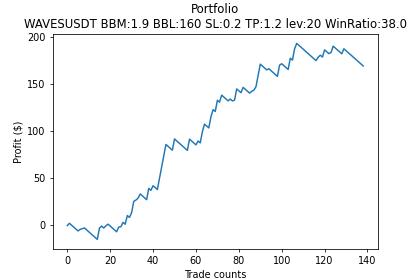 Portfolio
WAVESUSDT BBM:1.9 BBL:160 SL:0.2 TP:1.2 lev:20 WinRatio:38.0
200
150
100
50
0
Profit ($)
0 20 40 60 80 100 120 140
Trade counts